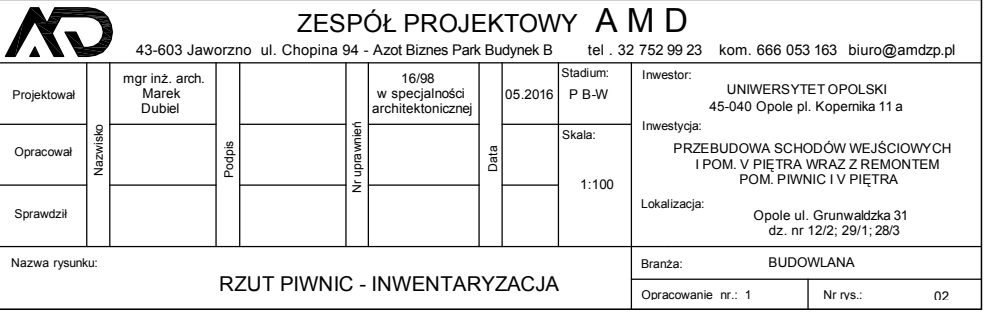 ZESPÓŁ PROJEKTOWY A M D
43-603 Jaworzno ul. Chopina 94 - Azot Biznes Park Budynek B tel . 32 752 99 23 kom. 666 053 163 biuro@amdzp.pl
Projektował
Opracował
Sprawdził
Nazwisko
mgr inż. arch.
Marek
Dubiel
Podpis
Nr uprawnień
16/98
w specjalności
architektonicznej
Data
05.2016
Stadium:
P B-W
Skala:
1:100
Inwestor:
UNIWERSYTET OPOLSKI
45-040 Opole pl. Kopernika 11 a
Inwestycja:
PRZEBUDOWA SCHODÓW WEJŚCIOWYCH
I POM. V PIĘTRA WRAZ Z REMONTEM
POM. PIWNIC I V PIĘTRA
Lokalizacja:
Opole ul. Grunwaldzka 31
dz. nr 12/2; 29/1; 28/3
Nazwa rysunku:
RZUT PIWNIC - INWENTARYZACJA
Branża: BUDOWLANA
Opracowanie nr.: 1 Nr rys.: 02